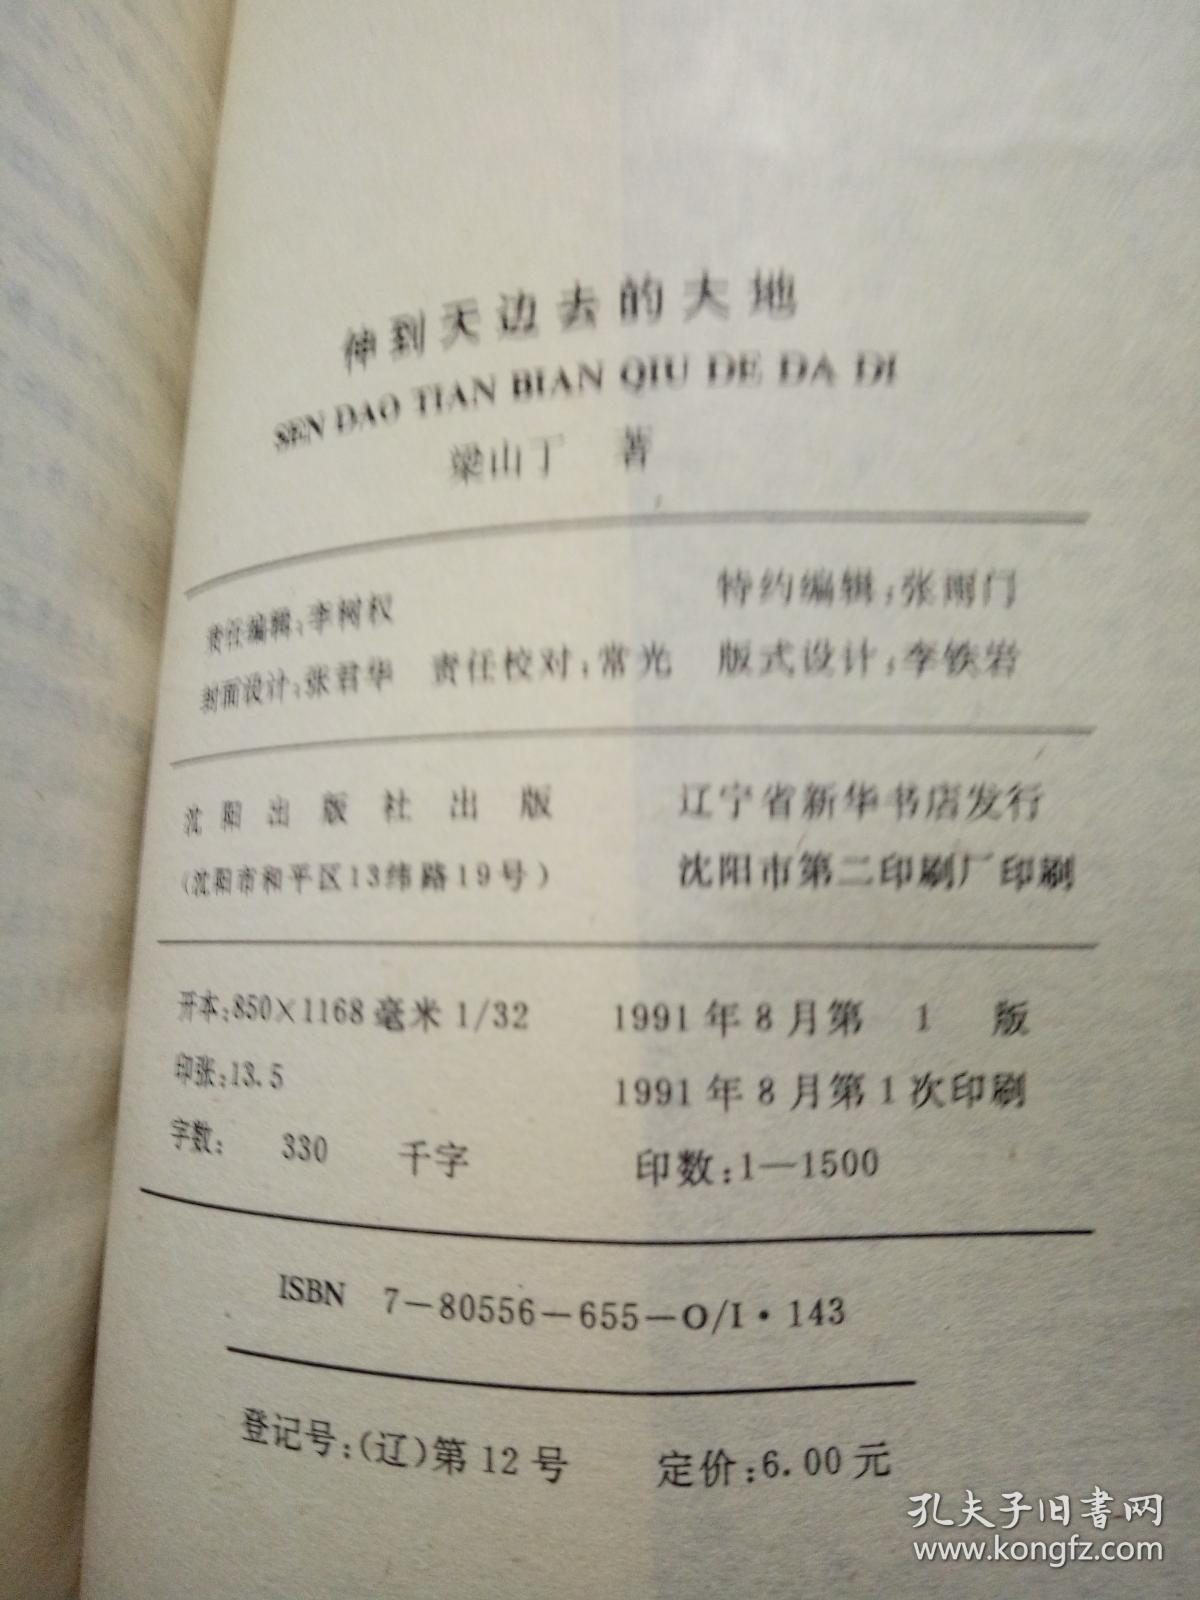 伸到天边去的大地
SEN DAO TIAN BIAN QIU DE DA DI
梁山丁 著
责任编辑：李树权 特约编辑：张雨门
封面设计：张君华 责任校对：常光 版式设计：李铁岩
沈阳出版社出版 辽宁省新华书店发行
（沈阳市和平区13纬路19号） 沈阳市第二印刷厂印刷
开本：850×1168毫米1/32 1991年8月第1版
印张：13.5 1991年8月第1次印刷
字数： 330 千字 印数：1—1500
ISBN 7－80556－655－O/I·143
登记号：（辽）第12号 定价：6.00元
孔夫子旧书网
www.kongfz.com